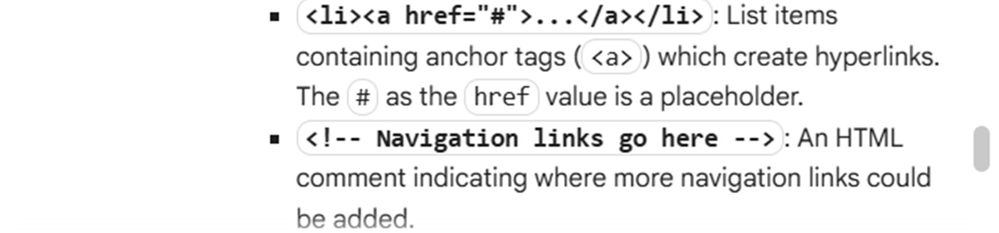 ▪ <li><a href="#">...</a></li>: List items
containing anchor tags (<a>) which create hyperlinks.
The # as the href value is a placeholder.
▪ <!-- Navigation links go here -->: An HTML
comment indicating where more navigation links could
be added.